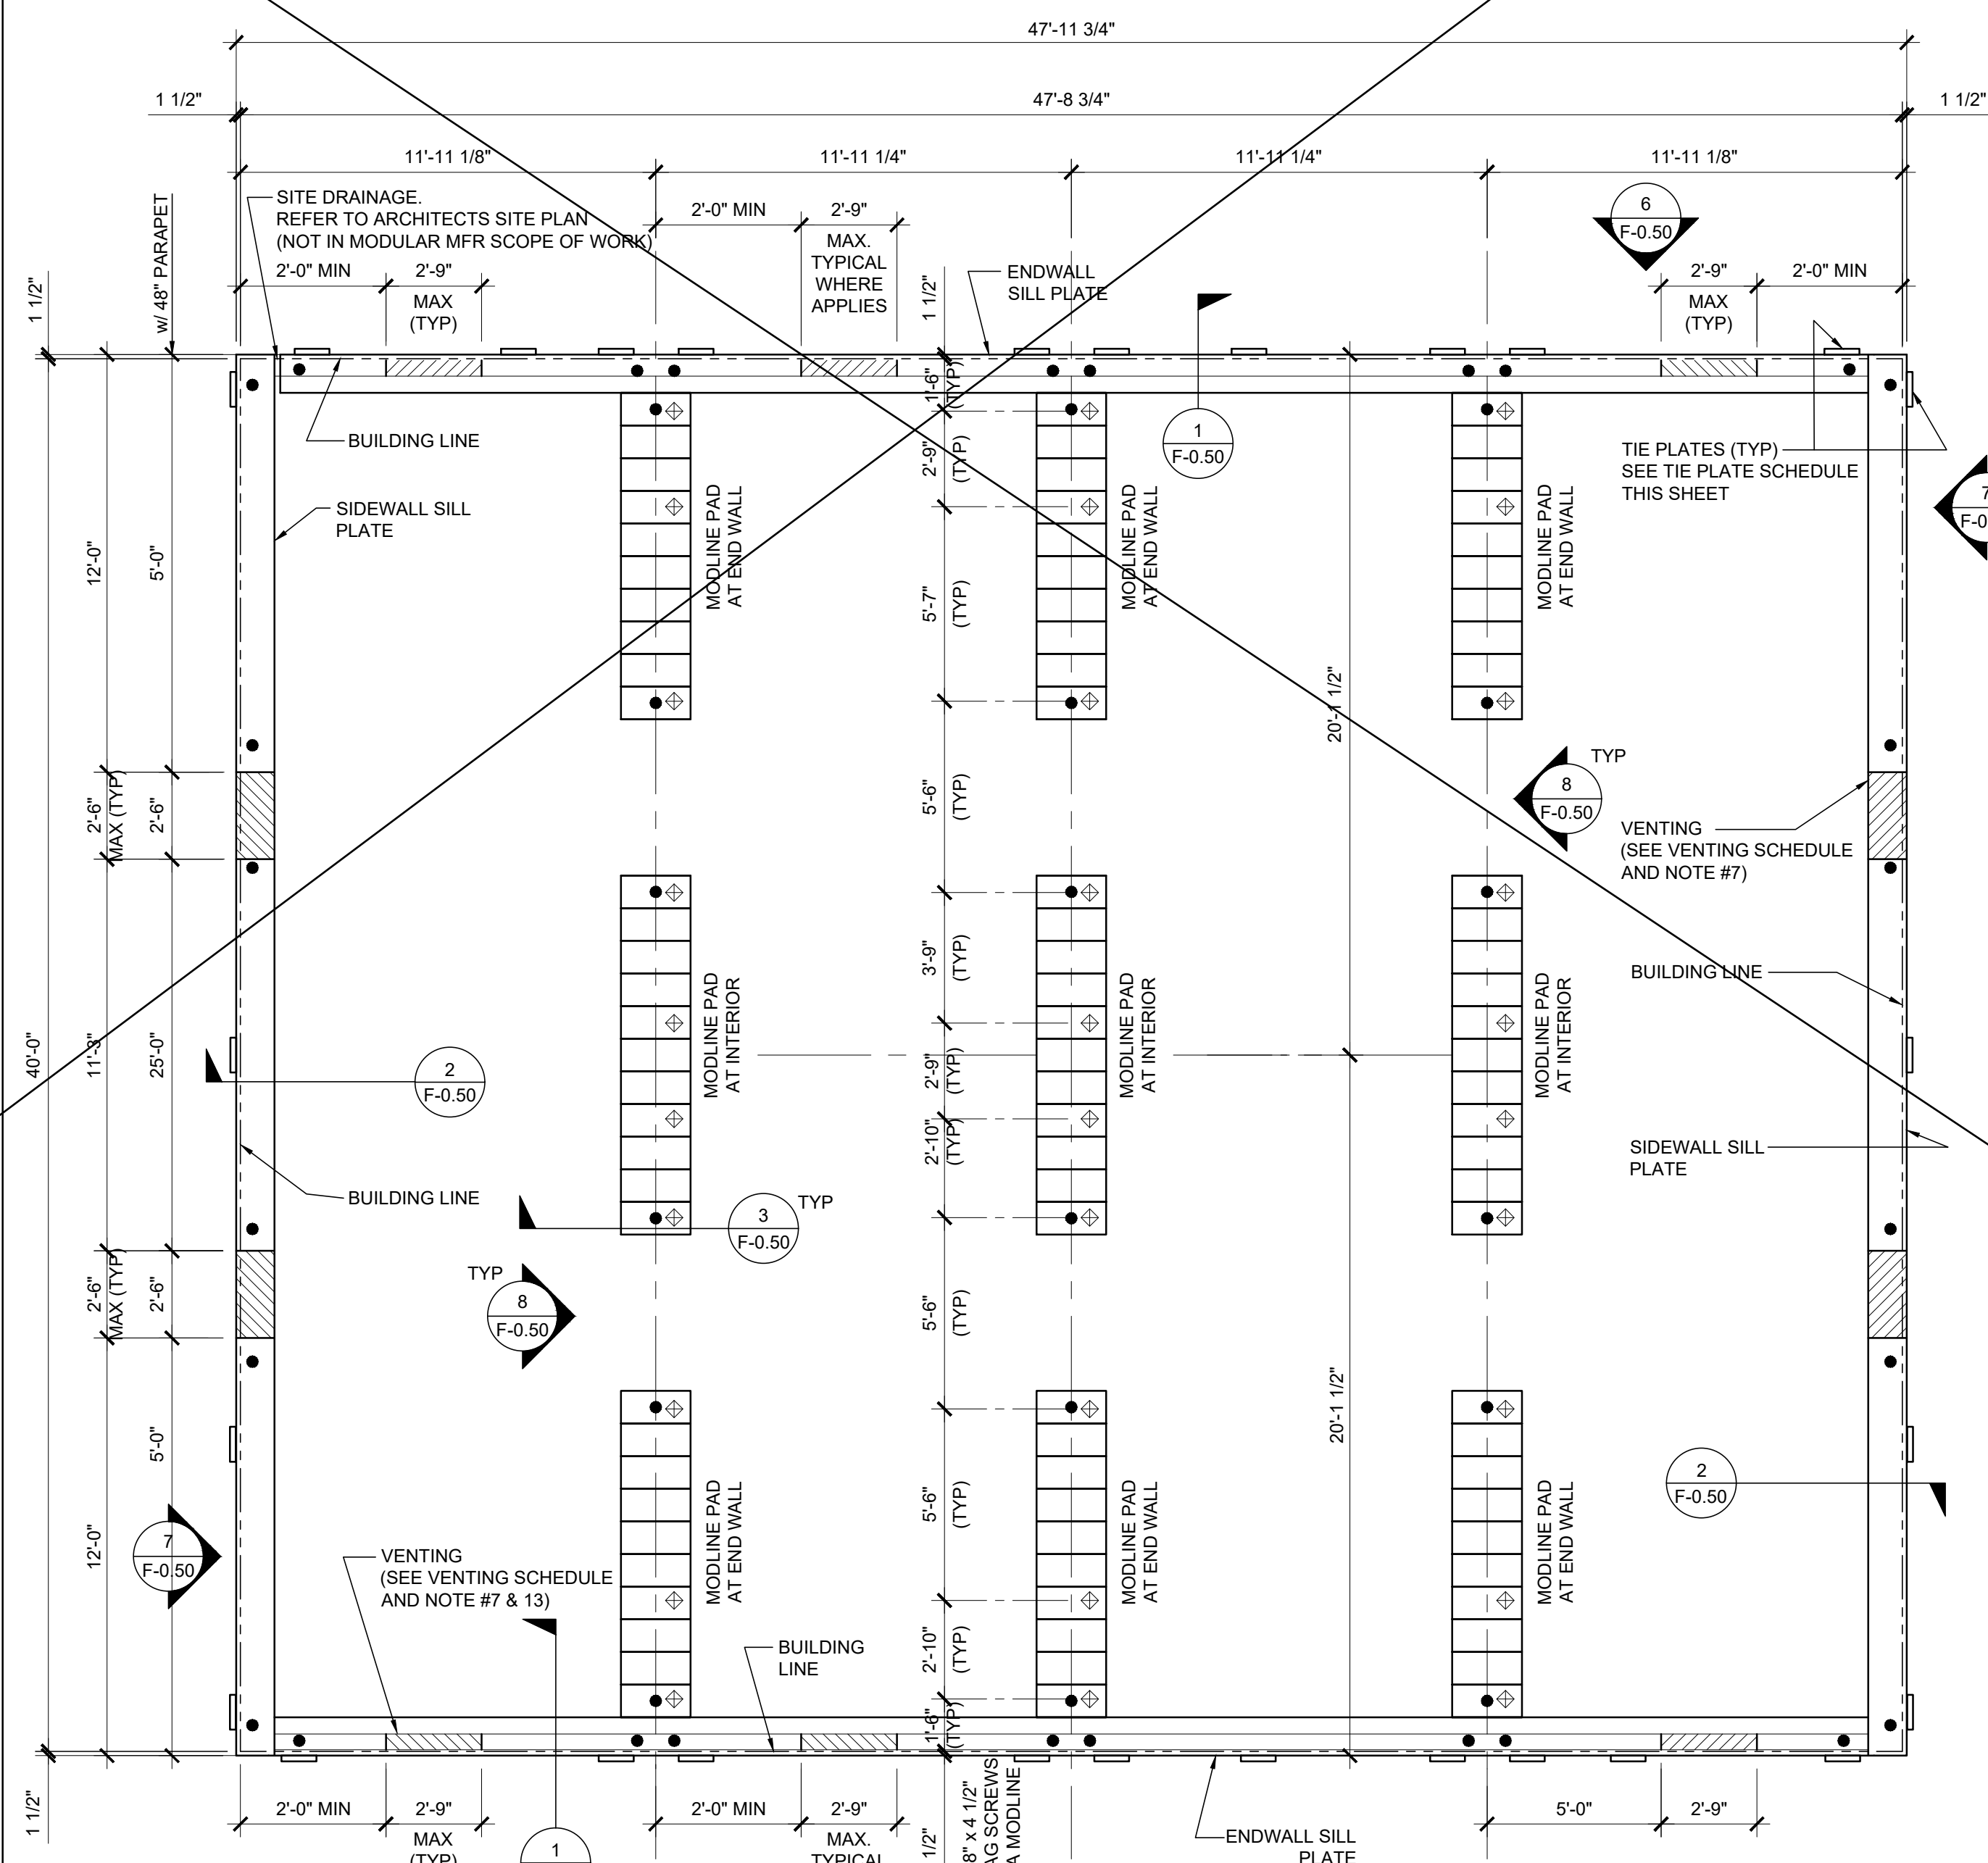 47'-11 3/4"
1 1/2"
47'-8 3/4"
1 1/2"
11'-11 1/8"
11'-11 1/4"
11'-11 1/4"
11'-11 1/8"
SITE DRAINAGE.
REFER TO ARCHITECTS SITE PLAN
(NOT IN MODULAR MFR SCOPE OF WORK)
2'-0" MIN
2'-9"
MAX.
TYPICAL
WHERE
APPLIES
6
F-0.50
w/ 48" PARAPET
2'-0" MIN
2'-9"
MAX
(TYP)
1 1/2"
1 1/2"
ENDWALL
SILL PLATE
2'-9"
MAX
(TYP)
2'-0" MIN
1'-6"
(TYP)
BUILDING LINE
1
F-0.50
2'-9"
(TYP)
TIE PLATES (TYP)
SEE TIE PLATE SCHEDULE
THIS SHEET
SIDEWALL SILL
PLATE
7
F-0
MODLINE PAD
AT END WALL
MODLINE PAD
AT END WALL
MODLINE PAD
AT END WALL
12'-0"
5'-0"
5'-7"
(TYP)
20'-1 1/2"
TYP
8
F-0.50
2'-6"
MAX (TYP)
2'-6"
5'-6"
(TYP)
VENTING
(SEE VENTING SCHEDULE
AND NOTE #7)
3'-9"
(TYP)
BUILDING LINE
MODLINE PAD
AT INTERIOR
MODLINE PAD
AT INTERIOR
MODLINE PAD
AT INTERIOR
40'-0"
11'-3"
25'-0"
2
F-0.50
2'-9"
(TYP)
2'-10"
(TYP)
SIDEWALL SILL
PLATE
BUILDING LINE
3
F-0.50
TYP
TYP
8
F-0.50
2'-6"
MAX (TYP)
2'-6"
5'-6"
(TYP)
20'-1 1/2"
5'-0"
12'-0"
5'-6"
(TYP)
MODLINE PAD
AT END WALL
MODLINE PAD
AT END WALL
MODLINE PAD
AT END WALL
2
F-0.50
7
F-0.50
VENTING
(SEE VENTING SCHEDULE
AND NOTE #7 & 13)
BUILDING
LINE
2'-10"
(TYP)
1'-6"
(TYP)
1 1/2"
2'-0" MIN
2'-9"
MAX
(TYP)
1
2'-0" MIN
2'-9"
MAX.
TYPICAL
1/2"
8" x 4 1/2"
AG SCREWS
A MODLINE
ENDWALL SILL
PLATE
5'-0"
2'-9"